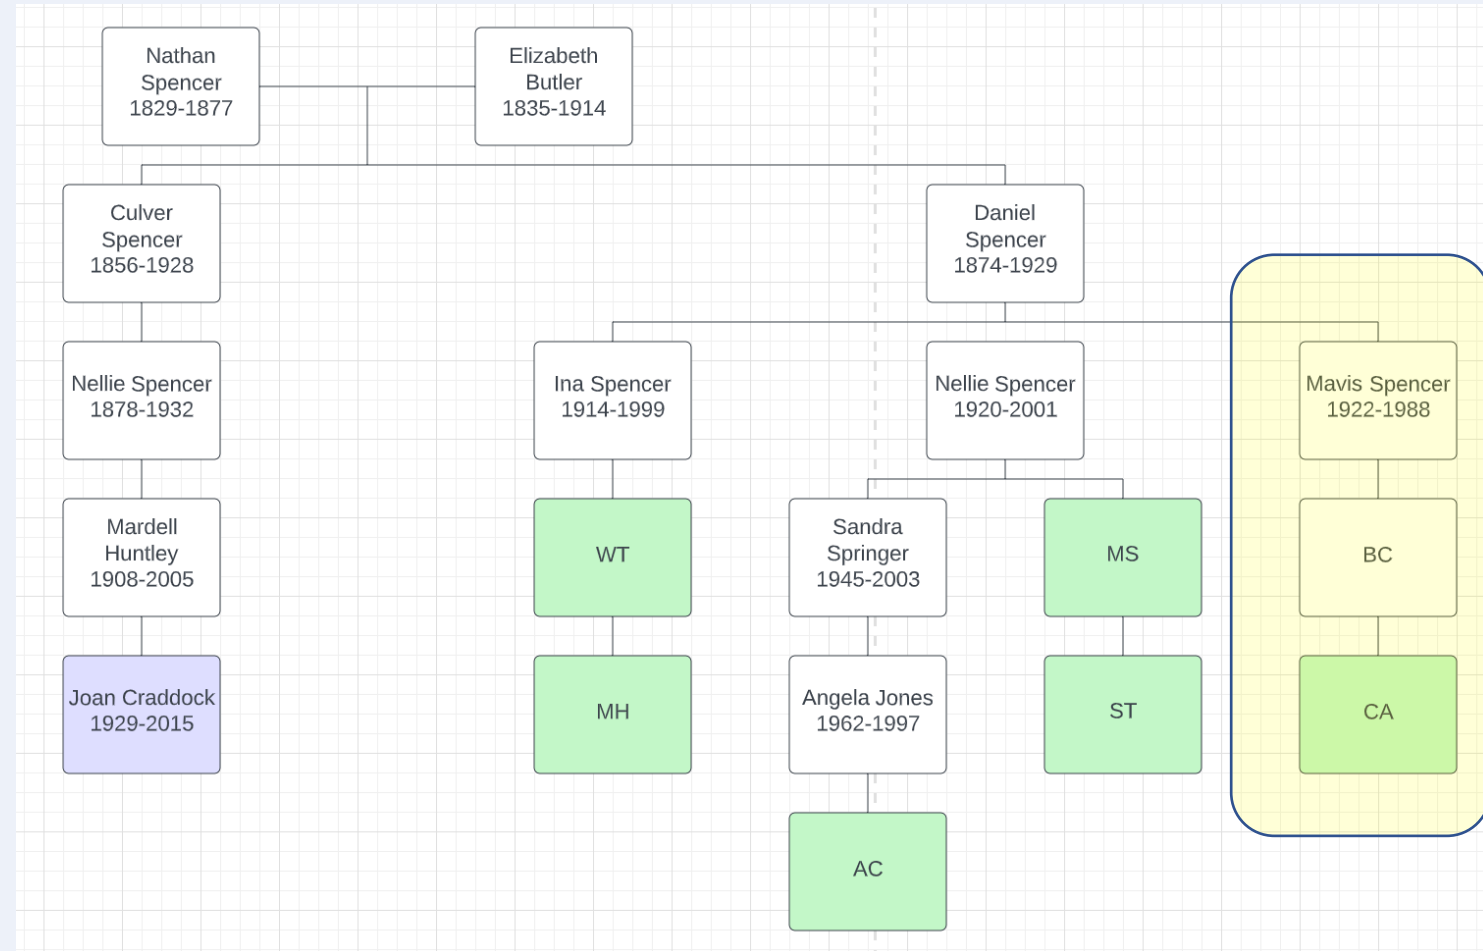 Nathan
Spencer
1829-1877
Elizabeth
Butler
1835-1914
Culver
Spencer
1856-1928
Daniel
Spencer
1874-1929
Nellie Spencer
1878-1932
Ina Spencer
1914-1999
Nellie Spencer
1920-2001
Mavis Spencer
1922-1988
Mardell
Huntley
1908-2005
WT
Sandra
Springer
1945-2003
MS
BC
Joan Craddock
1929-2015
MH
Angela Jones
1962-1997
ST
CA
AC